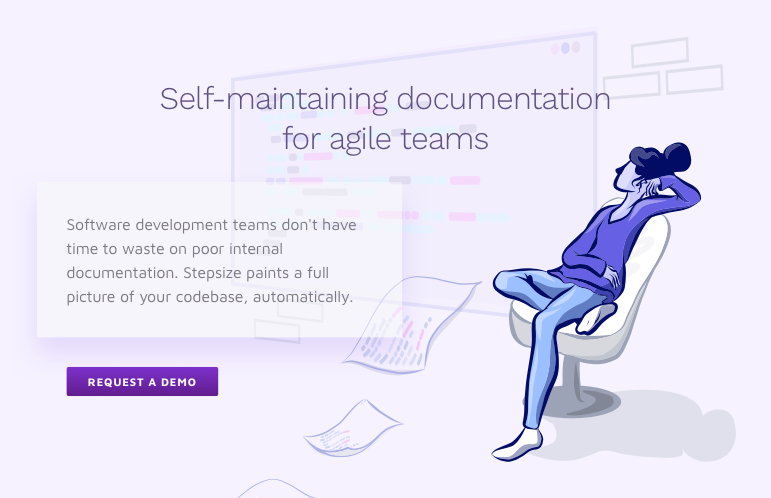 Self-maintaining documentation
for agile teams
Software development teams don't have
time to waste on poor internal
documentation. Stepsize paints a full
picture of your codebase, automatically.
REQUEST A DEMO